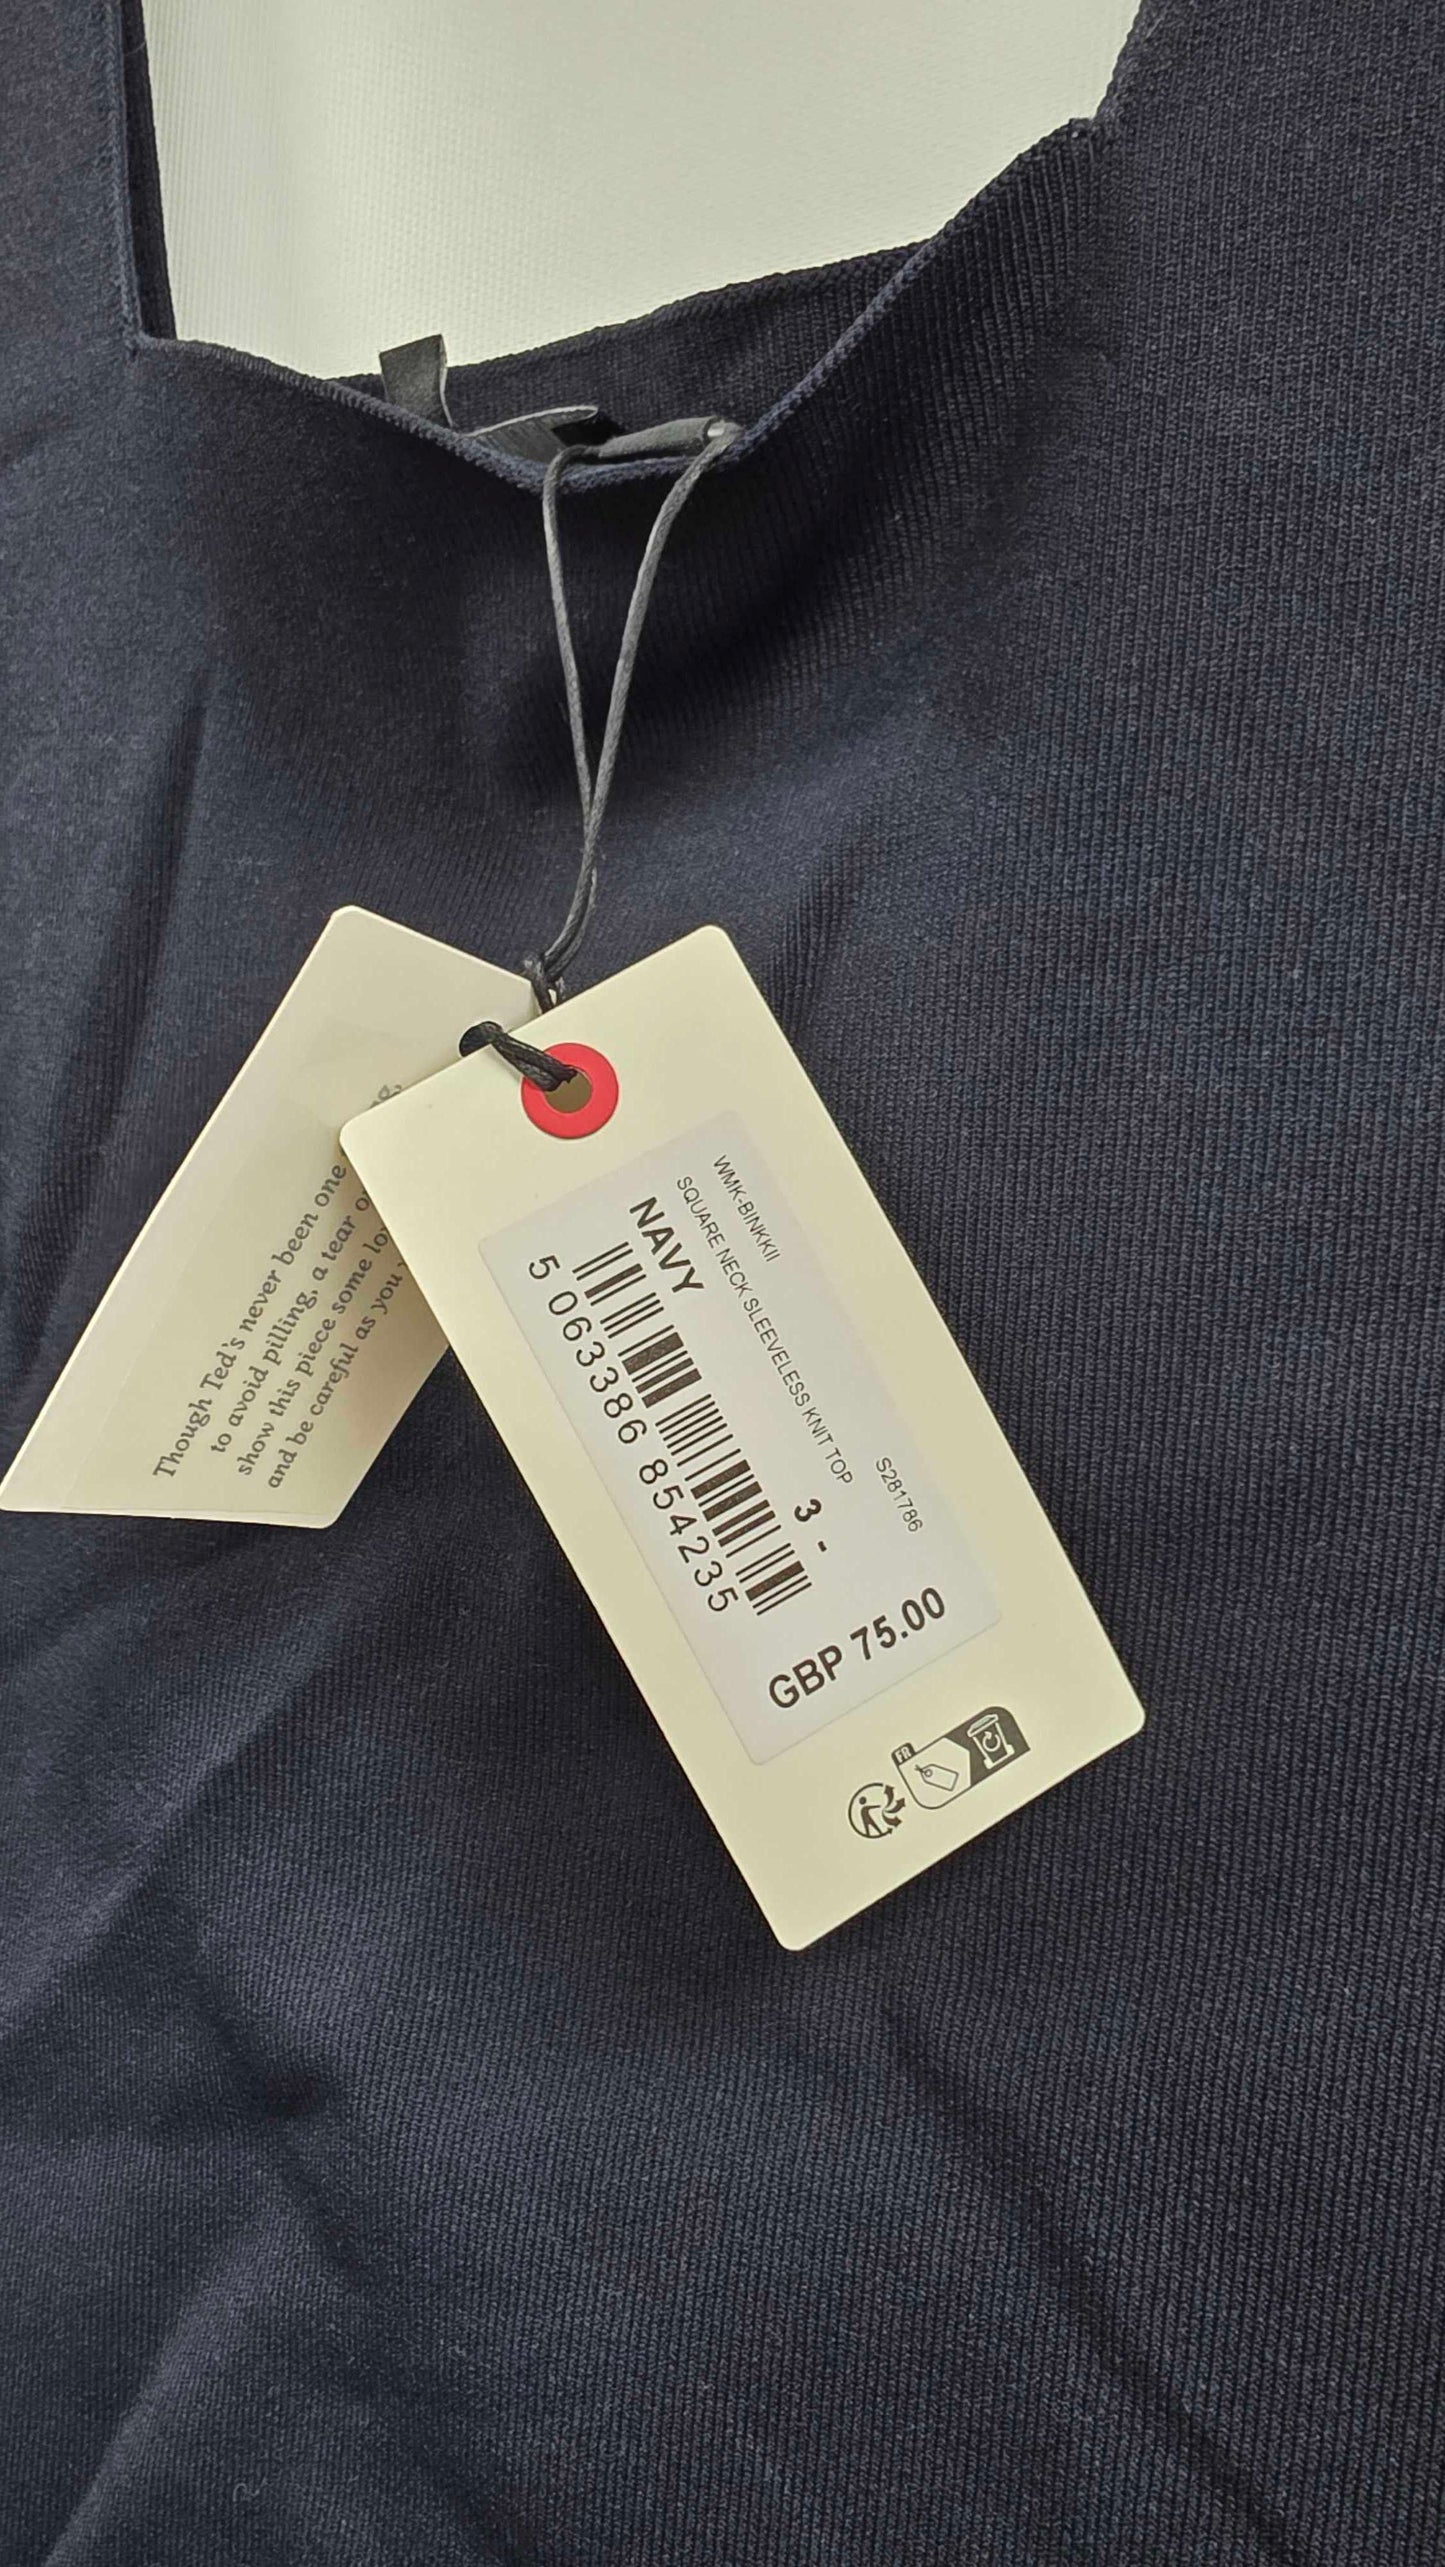 WMK-BINKKII
S281786
SQUARE NECK SLEEVELESS KNIT TOP
NAVY
3
-
5 063386 854235
GBP 75.00
FR
Though Ted's never been one
to avoid pilling, a tear
show this piece some
and be careful as you